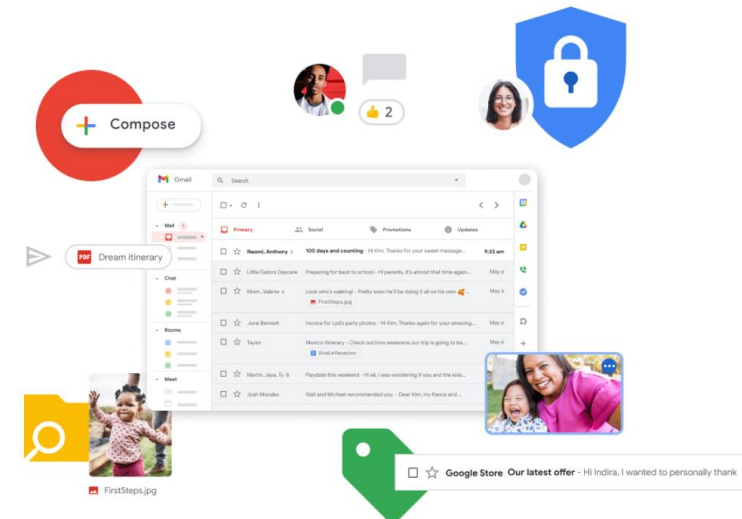 + Compose
👍 2
Gmail
Search
Mail 1
Primary
Social
Promotions
Updates
PDF Dream itinerary
Naomi, Anthony 100 days and counting - Hi Kim, Thanks for your sweet message... 9:33 am
Little Gators Daycare Preparing for back to school - Hi parents, It's almost that time again... May 6
Chat
Mom, Valerie Look who's walking! - Pretty soon he'll be doing it all on his own 🥰 ... May 6
FirstSteps.jpg
June Bennett Invoice for Lyd's party photos - Hi Kim, Thanks again for your amazing... May 6
Rooms
Taylor Mexico itinerary - Check out how awesome our trip is going to be... May 6
Meet
Martin, Jaya, Ty 8 Playdate this weekend - Hi all, I was wondering if you and the kids...
Josh Morales Niall and Michael recommended you - Dear Kim, my fiance and ...
Google Store Our latest offer - Hi Indira, I wanted to personally thank
FirstSteps.jpg